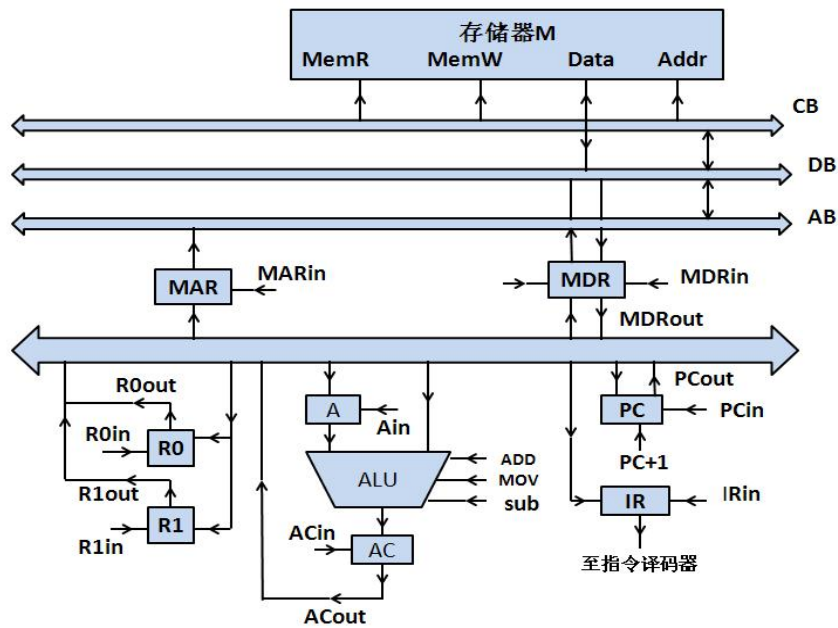 存储器M
MemR MemW Data Addr
CB
DB
AB
MAR
MARin
MDR
MDRin
MDRout
R0out
R0in
R0
R1out
R1
R1in
A
Ain
ALU
ADD
MOV
sub
ACin
AC
ACout
PCout
PC
PCin
PC+1
IR
IRin
至指令译码器